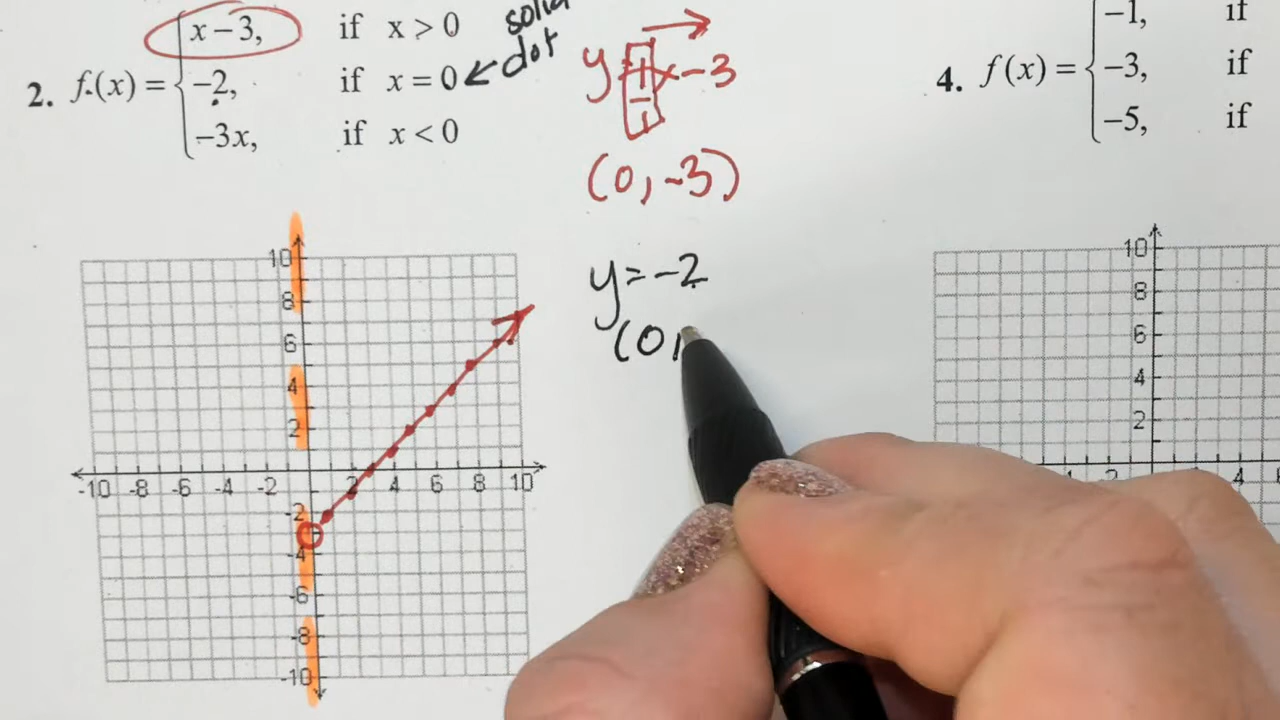 x-3, if x > 0
2. f(x) = -2, if x = 0 ← solid dot
-3x, if x < 0
y = +1/1 x - 3
(0, -3)
y = -2
(0,
-1, if
4. f(x) = -3, if
-5, if
10
8
6
4
2
-10 -8 -6 -4 -2 2 4 6 8 10
-2
-4
-6
-8
-10
10
8
6
4
2
4